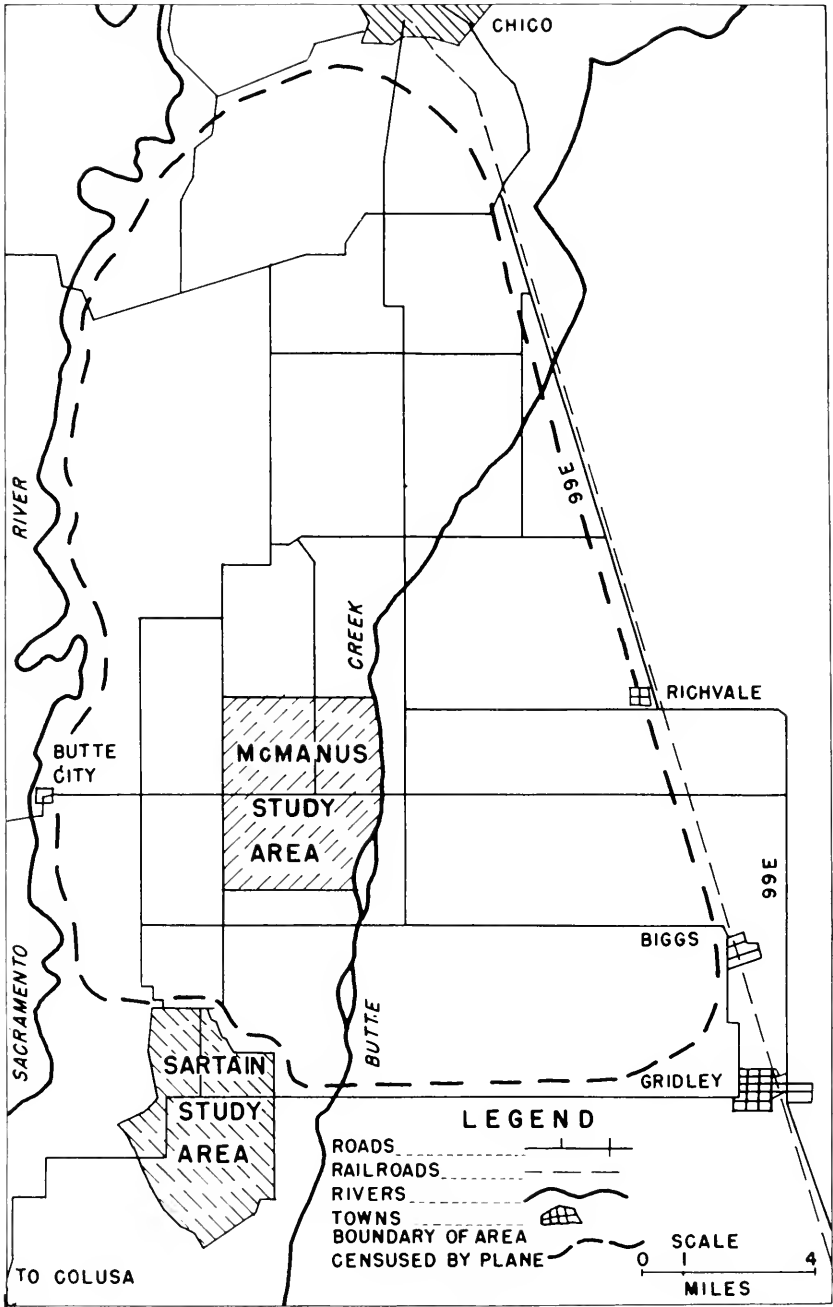 CHICO
99E
RIVER
CREEK
RICHVALE
BUTTE
CITY
McMANUS
STUDY
AREA
99E
BIGGS
SACRAMENTO
BUTTE
SARTAIN
STUDY
AREA
GRIDLEY
LEGEND
ROADS
RAILROADS
RIVERS
TOWNS
BOUNDARY OF AREA
CENSUSED BY PLANE
SCALE
0 1 4
MILES
TO COLUSA